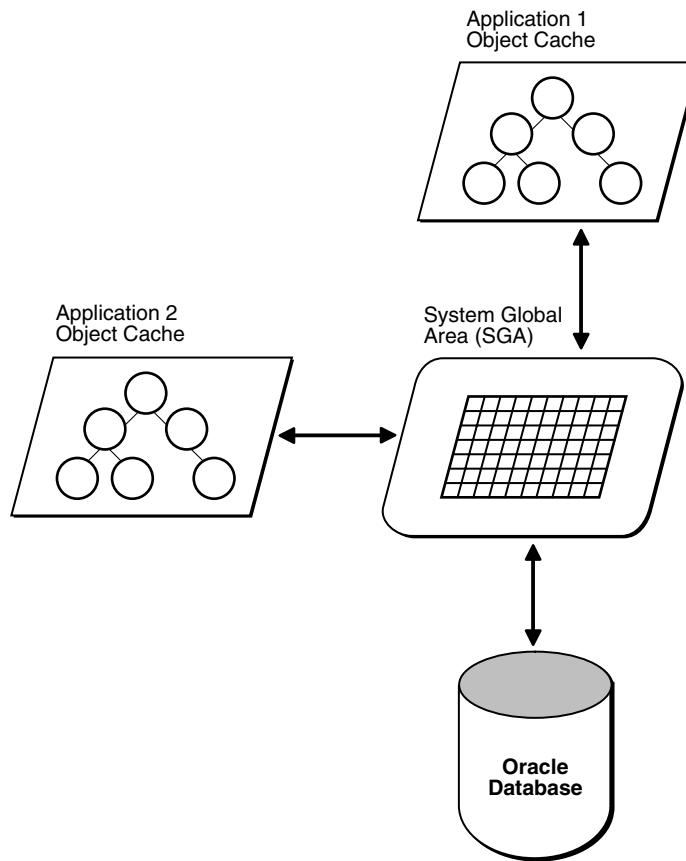 Application 1
Object Cache
Application 2
Object Cache
System Global
Area (SGA)
Oracle
Database